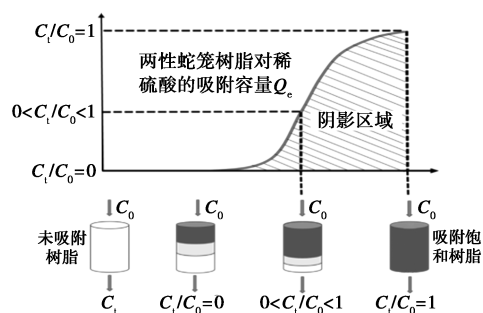 Cₜ/C₀=1
两性蛇笼树脂对稀
硫酸的吸附容量Qₑ
0<Cₜ/C₀<1
阴影区域
Cₜ/C₀=0
C₀ C₀ C₀ C₀
未吸附
树脂
吸附饱
和树脂
Cₜ Cₜ/C₀=0 0<Cₜ/C₀<1 Cₜ/C₀=1